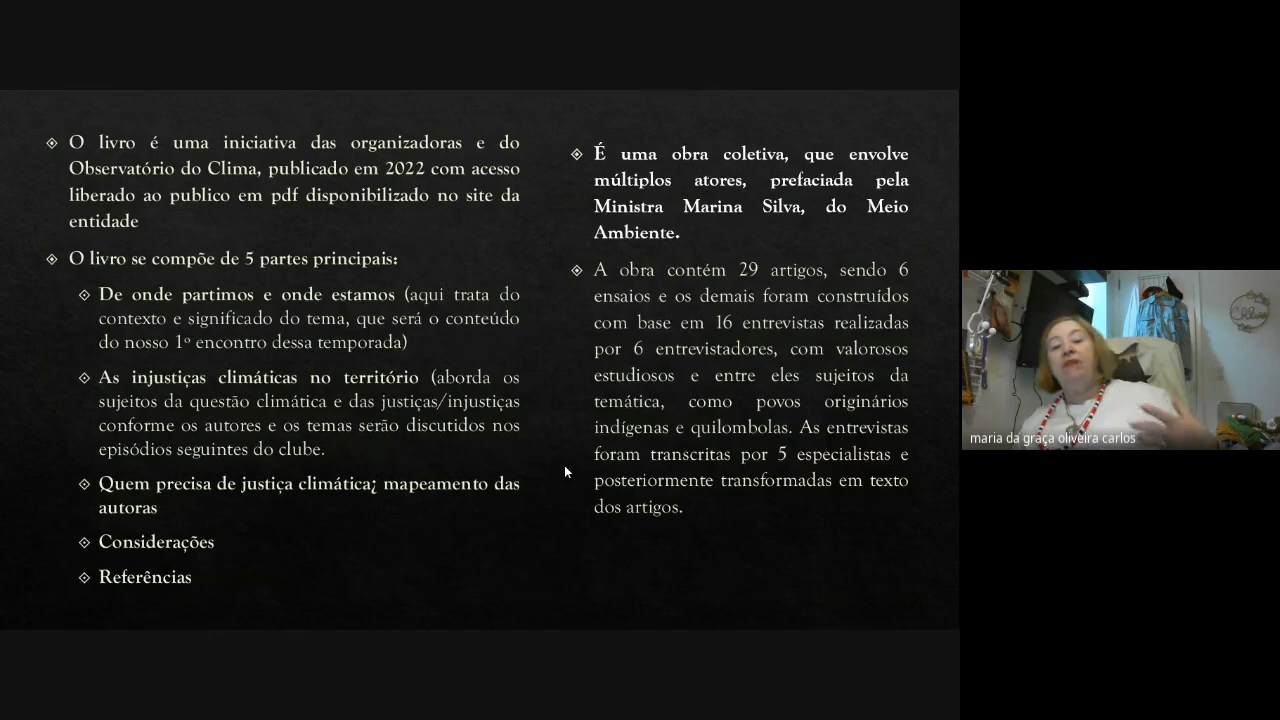 O livro é uma iniciativa das organizadoras e do
Observatório do Clima, publicado em 2022 com acesso
liberado ao publico em pdf disponibilizado no site da
entidade
O livro se compõe de 5 partes principais:
De onde partimos e onde estamos (aqui trata do
contexto e significado do tema, que será o conteúdo
do nosso 1º encontro dessa temporada)
As injustiças climáticas no território (aborda os
sujeitos da questão climática e das justiças/injustiças
conforme os autores e os temas serão discutidos nos
episódios seguintes do clube.
Quem precisa de justiça climática¿ mapeamento das
autoras
Considerações
Referências
É uma obra coletiva, que envolve
múltiplos atores, prefaciada pela
Ministra Marina Silva, do Meio
Ambiente.
A obra contém 29 artigos, sendo 6
ensaios e os demais foram construídos
com base em 16 entrevistas realizadas
por 6 entrevistadores, com valorosos
estudiosos e entre eles sujeitos da
temática, como povos originários
indígenas e quilombolas. As entrevistas
foram transcritas por 5 especialistas e
posteriormente transformadas em texto
dos artigos.
maria da graça oliveira carlos